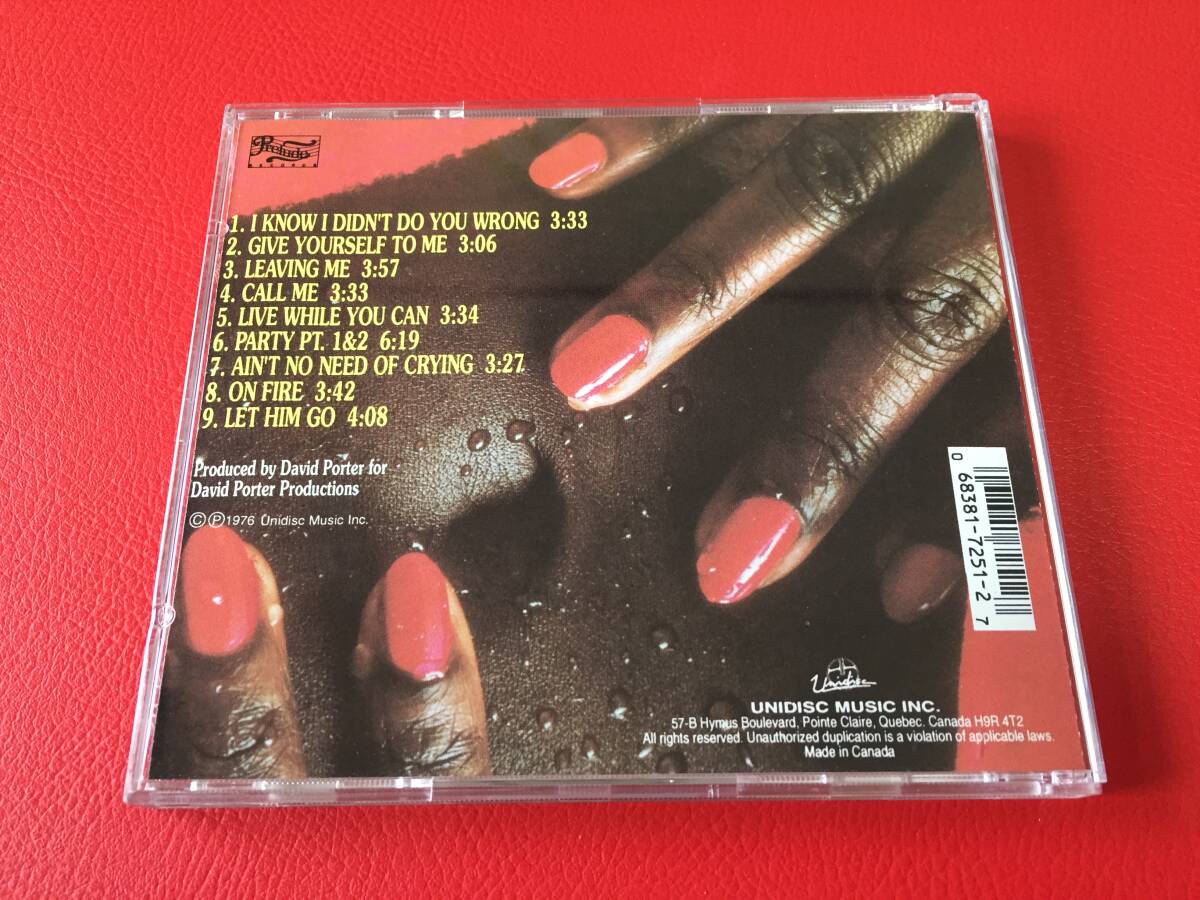 Prelude
RECORDS
1. I KNOW I DIDN'T DO YOU WRONG 3:33
2. GIVE YOURSELF TO ME 3:06
3. LEAVING ME 3:57
4. CALL ME 3:33
5. LIVE WHILE YOU CAN 3:34
6. PARTY PT. 1&2 6:19
7. AIN'T NO NEED OF CRYING 3:27
8. ON FIRE 3:42
9. LET HIM GO 4:08
Produced by David Porter for
David Porter Productions
©℗1976 Unidisc Music Inc.
0 68381-7251-2 7
Unidisc
UNIDISC MUSIC INC.
57-B Hymus Boulevard, Pointe Claire, Quebec. Canada H9R 4T2
All rights reserved. Unauthorized duplication is a violation of applicable laws.
Made in Canada